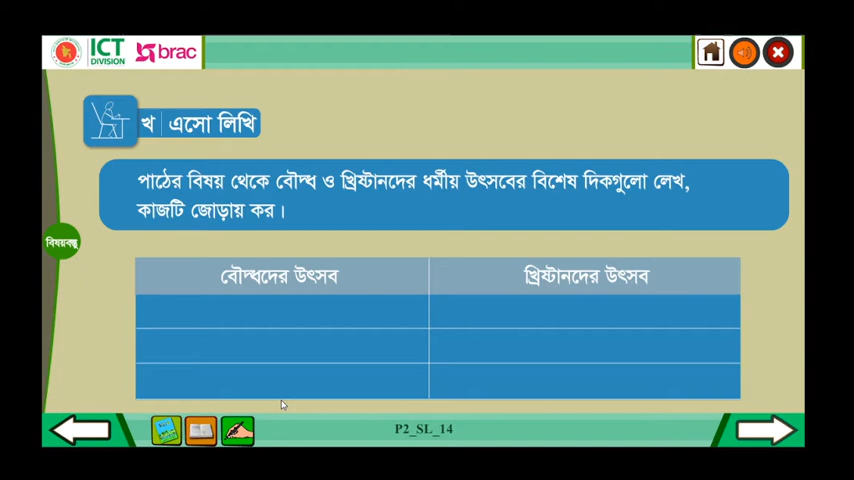 ICT
DIVISION
brac
খ এসো লিখি
পাঠের বিষয় থেকে বৌদ্ধ ও খ্রিষ্টানদের ধর্মীয় উৎসবের বিশেষ দিকগুলো লেখ,
কাজটি জোড়ায় কর।
বিষয়বস্তু
বৌদ্ধদের উৎসব
খ্রিষ্টানদের উৎসব
P2_SL_14